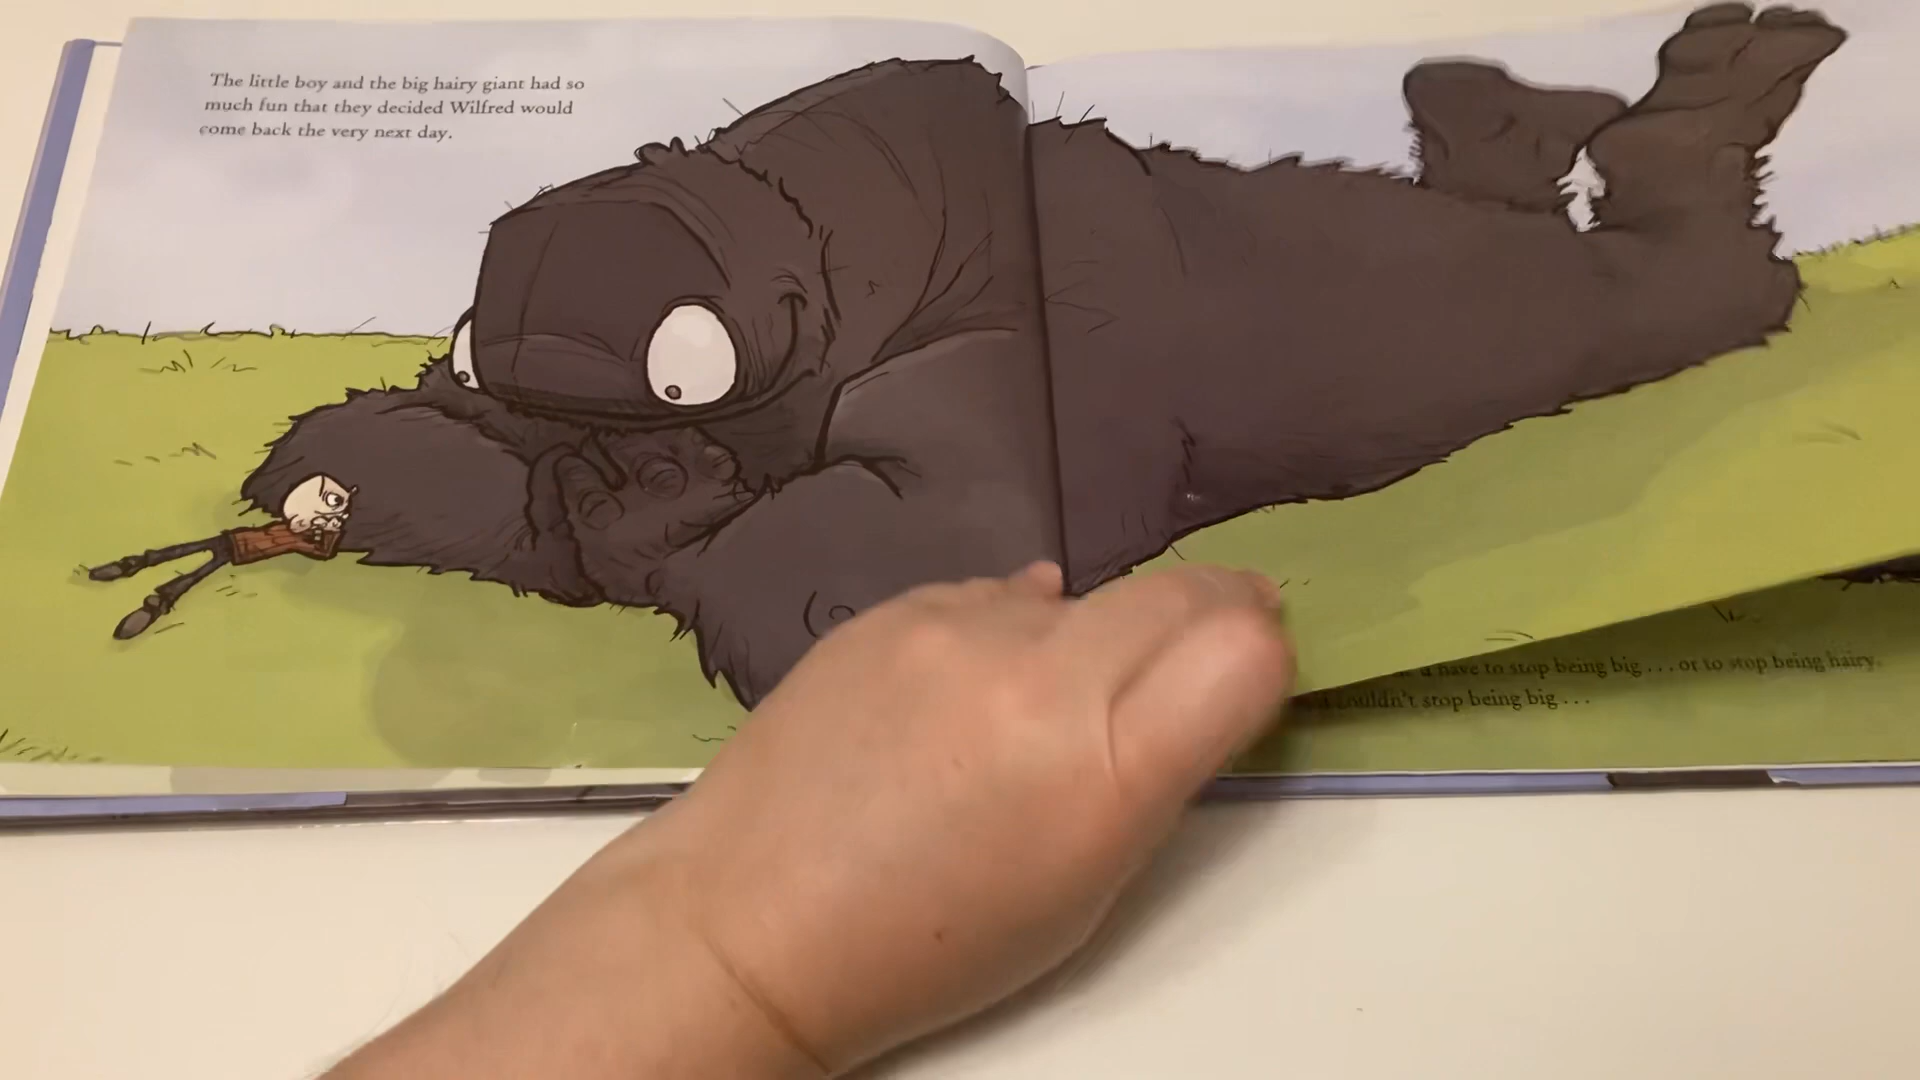 The little boy and the big hairy giant had so
much fun that they decided Wilfred would
come back the very next day.
have to stop being big . . . or to stop being hairy.
couldn't stop being big . . .